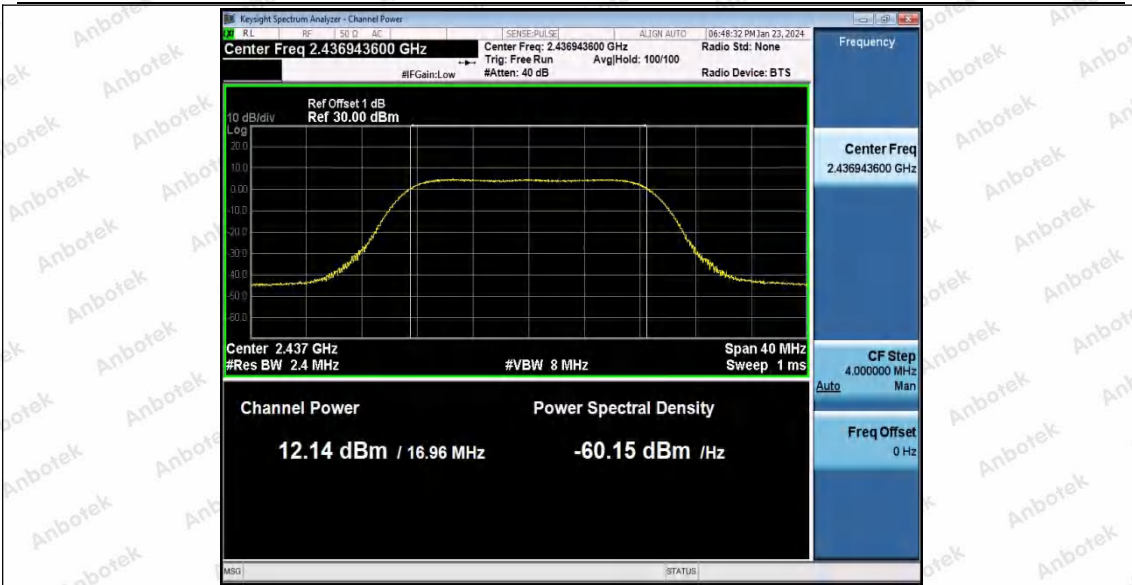 Keysight Spectrum Analyzer - Channel Power
RL RF 50 Ω AC SENSE:PULSE ALIGN AUTO 06:48:32 PM Jan 23, 2024
Center Freq 2.436943600 GHz
Center Freq: 2.436943600 GHz
Radio Std: None
Trig: Free Run Avg|Hold: 100/100
#IFGain:Low
#Atten: 40 dB
Radio Device: BTS
Frequency
Ref Offset 1 dB
10 dB/div Ref 30.00 dBm
Log
20.0
10.0
0.00
-10.0
-20.0
-30.0
-40.0
-50.0
-60.0
Center 2.437 GHz Span 40 MHz
#Res BW 2.4 MHz #VBW 8 MHz Sweep 1 ms
Channel Power Power Spectral Density
12.14 dBm / 16.96 MHz -60.15 dBm /Hz
Center Freq
2.436943600 GHz
CF Step
4.000000 MHz
Auto Man
Freq Offset
0 Hz
MSG STATUS
Anbotek